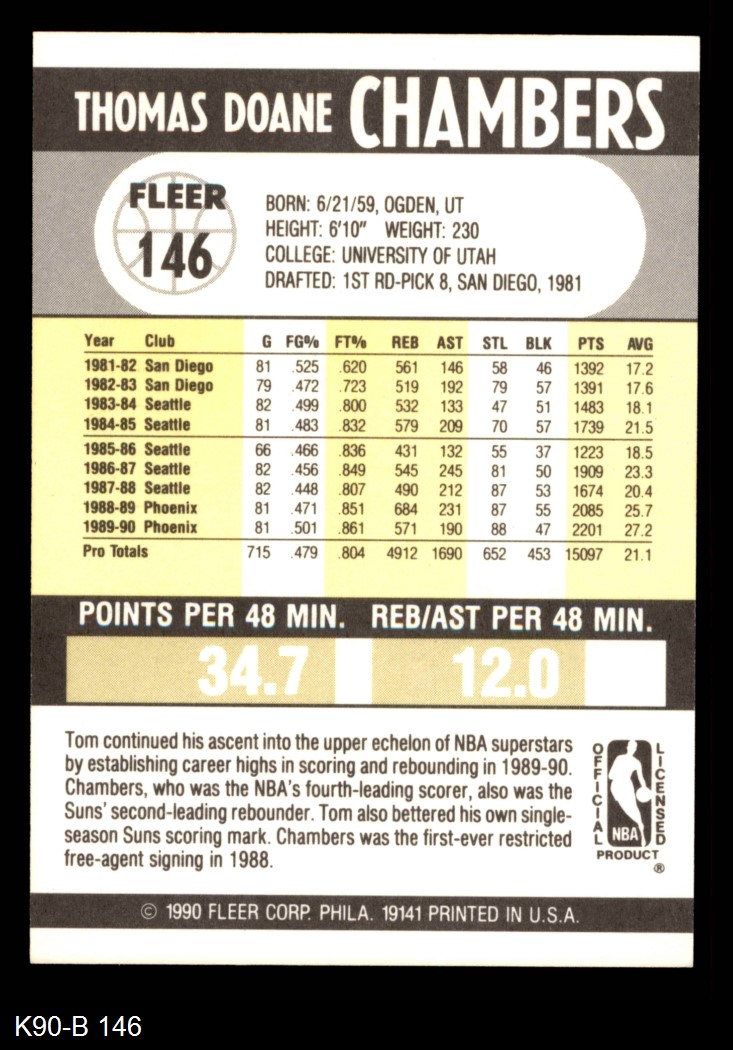 THOMAS DOANE CHAMBERS
FLEER
146
BORN: 6/21/59, OGDEN, UT
HEIGHT: 6'10" WEIGHT: 230
COLLEGE: UNIVERSITY OF UTAH
DRAFTED: 1ST RD-PICK 8, SAN DIEGO, 1981
Year Club G FG% FT% REB AST STL BLK PTS AVG
1981-82 San Diego 81 .525 .620 561 146 58 46 1392 17.2
1982-83 San Diego 79 .472 .723 519 192 79 57 1391 17.6
1983-84 Seattle 82 .499 .800 532 133 47 51 1483 18.1
1984-85 Seattle 81 .483 .832 579 209 70 57 1739 21.5
1985-86 Seattle 66 .466 .836 431 132 55 37 1223 18.5
1986-87 Seattle 82 .456 .849 545 245 81 50 1909 23.3
1987-88 Seattle 82 .448 .807 490 212 87 53 1674 20.4
1988-89 Phoenix 81 .471 .851 684 231 87 55 2085 25.7
1989-90 Phoenix 81 .501 .861 571 190 88 47 2201 27.2
Pro Totals 715 .479 .804 4912 1690 652 453 15097 21.1
POINTS PER 48 MIN. REB/AST PER 48 MIN.
34.7 12.0
Tom continued his ascent into the upper echelon of NBA superstars
by establishing career highs in scoring and rebounding in 1989-90.
Chambers, who was the NBA's fourth-leading scorer, also was the
Suns' second-leading rebounder. Tom also bettered his own single-
season Suns scoring mark. Chambers was the first-ever restricted
free-agent signing in 1988.
OFFICIAL
LICENSED
NBA
PRODUCT
®
© 1990 FLEER CORP. PHILA. 19141 PRINTED IN U.S.A.
K90-B 146